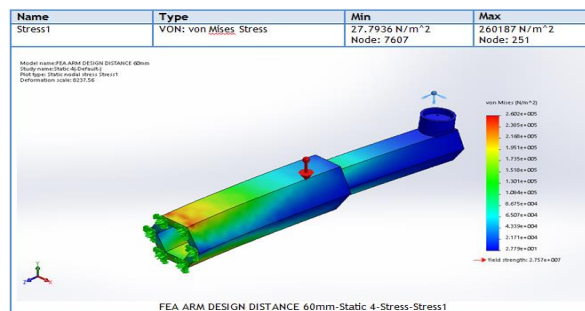 Name Type Min Max
Stress1 VON: von Mises Stress 27.7936 N/m^2 260187 N/m^2
Node: 7607 Node: 251
Model name:FEA ARM DESIGN DISTANCE 60mm
Study name:Static 4(-Default-)
Plot type: Static nodal stress Stress1
Deformation scale: 8237.56
von Mises (N/m^2)
2.602e+005
2.385e+005
2.168e+005
1.951e+005
1.735e+005
1.518e+005
1.301e+005
1.084e+005
8.675e+004
6.507e+004
4.339e+004
2.171e+004
2.779e+001
Yield strength: 2.757e+007
FEA ARM DESIGN DISTANCE 60mm-Static 4-Stress-Stress1